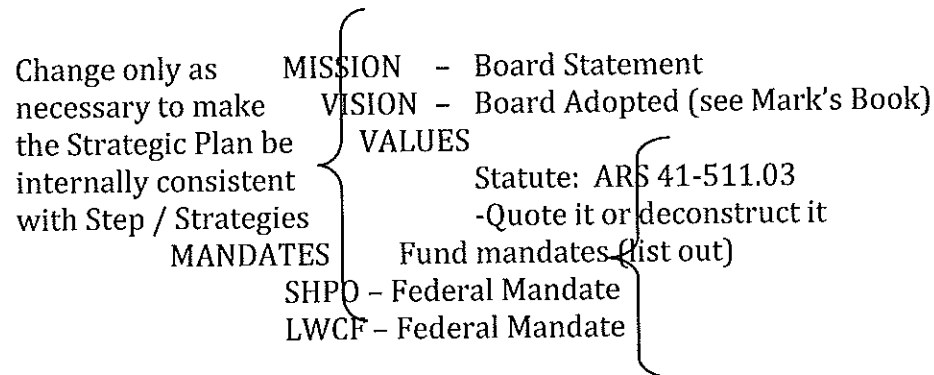 Change only as MISSION – Board Statement
necessary to make VISION – Board Adopted (see Mark's Book)
the Strategic Plan be VALUES
internally consistent Statute: ARS 41-511.03
with Step / Strategies -Quote it or deconstruct it
MANDATES Fund mandates (list out)
SHPO – Federal Mandate
LWCF – Federal Mandate